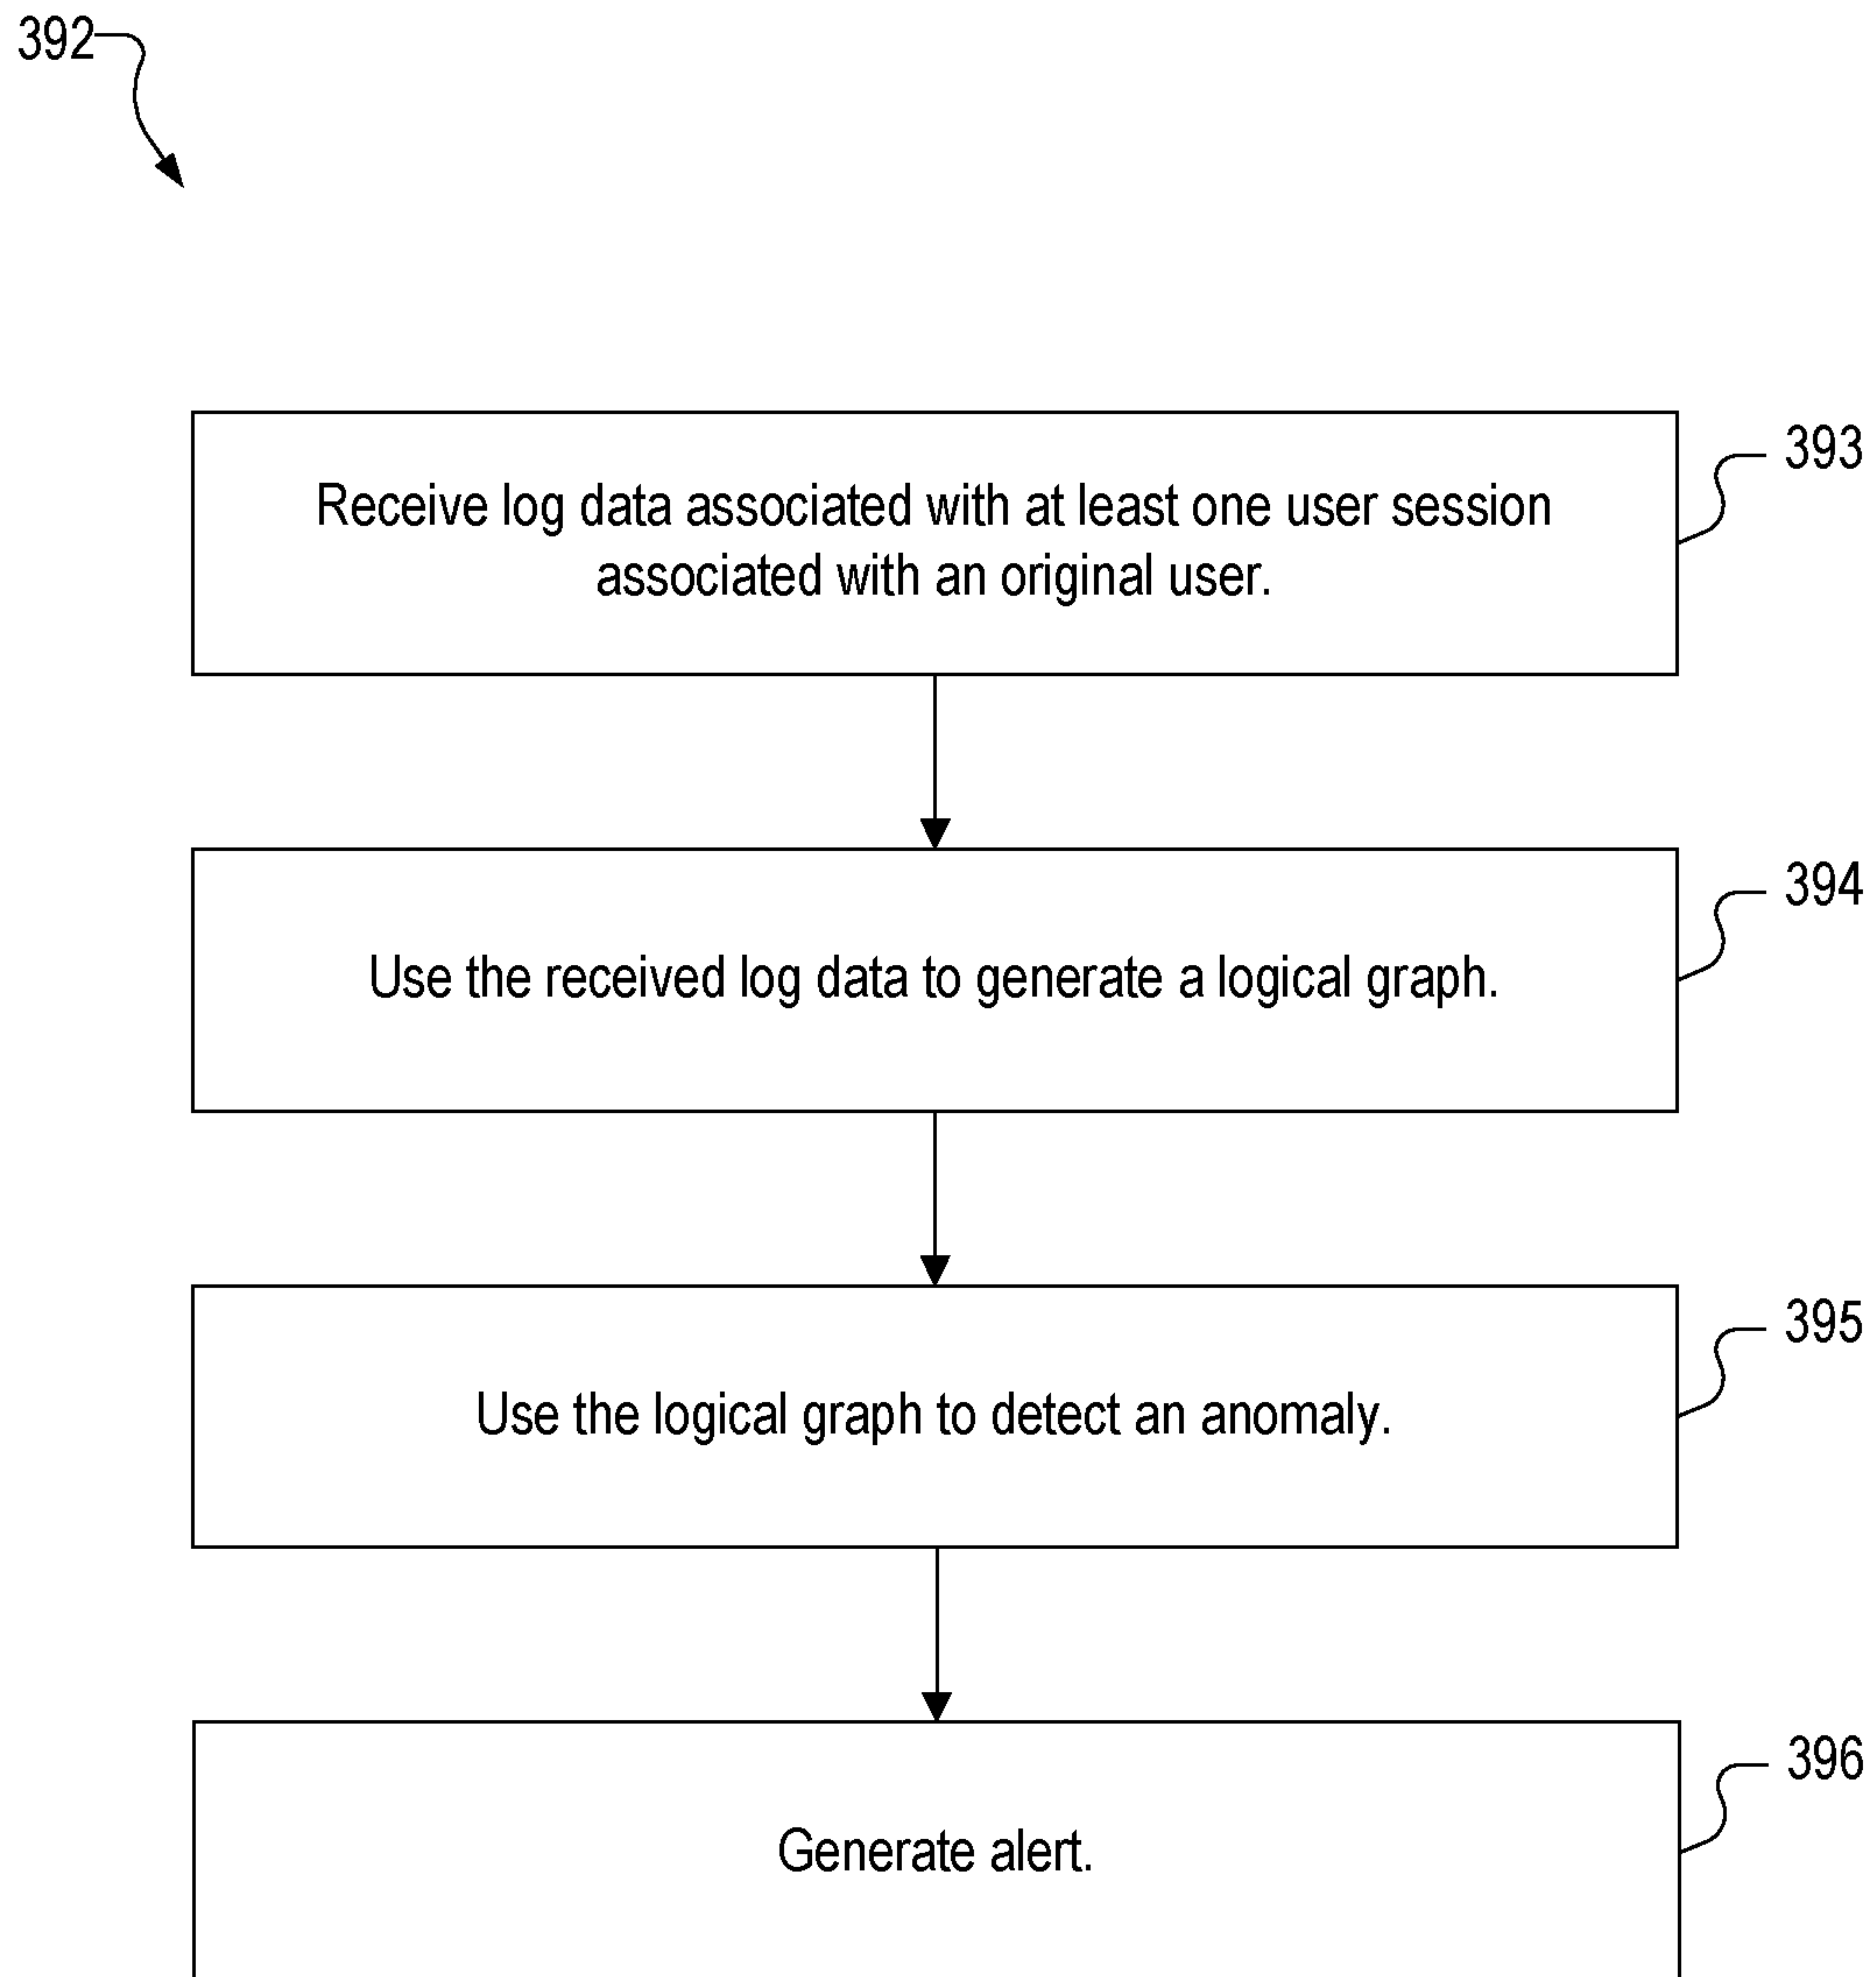 392
393
Receive log data associated with at least one user session
associated with an original user.
394
Use the received log data to generate a logical graph.
395
Use the logical graph to detect an anomaly.
396
Generate alert.